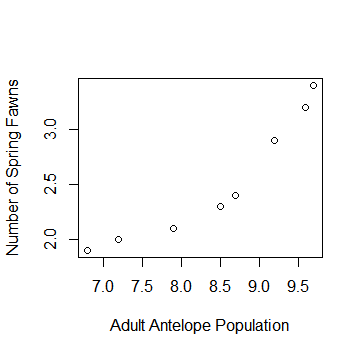 Number of Spring Fawns
3.0
2.5
2.0
7.0 7.5 8.0 8.5 9.0 9.5
Adult Antelope Population